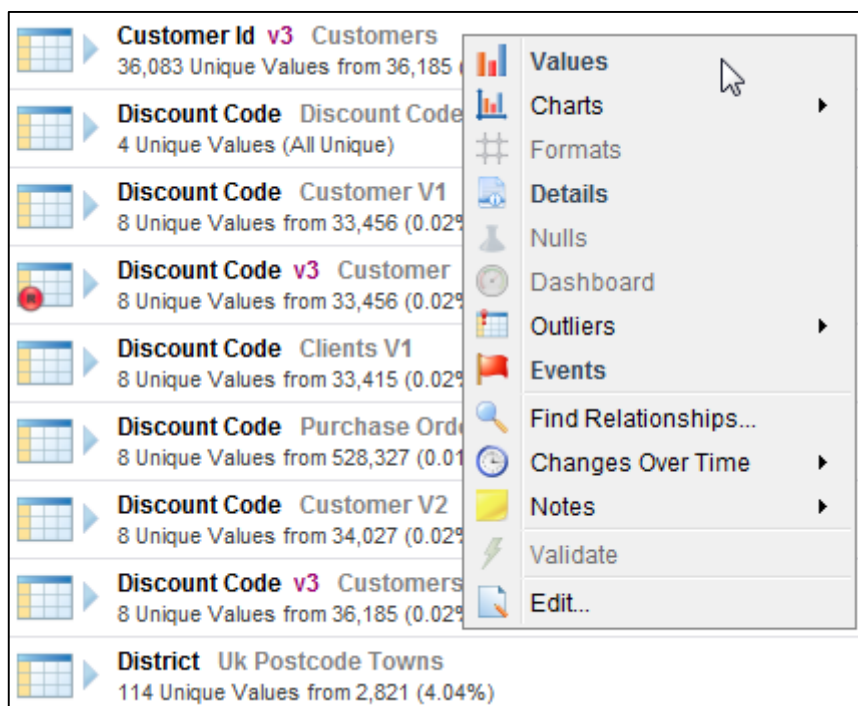 Customer Id v3 Customers
36,083 Unique Values from 36,185
Discount Code Discount Code
4 Unique Values (All Unique)
Discount Code Customer V1
8 Unique Values from 33,456 (0.02%
Discount Code v3 Customer
8 Unique Values from 33,456 (0.02%
Discount Code Clients V1
8 Unique Values from 33,415 (0.02%
Discount Code Purchase Orde
8 Unique Values from 528,327 (0.01
Discount Code Customer V2
8 Unique Values from 34,027 (0.02%
Discount Code v3 Customers
8 Unique Values from 36,185 (0.02%
District Uk Postcode Towns
114 Unique Values from 2,821 (4.04%)
Values
Charts
Formats
Details
Nulls
Dashboard
Outliers
Events
Find Relationships...
Changes Over Time
Notes
Validate
Edit...